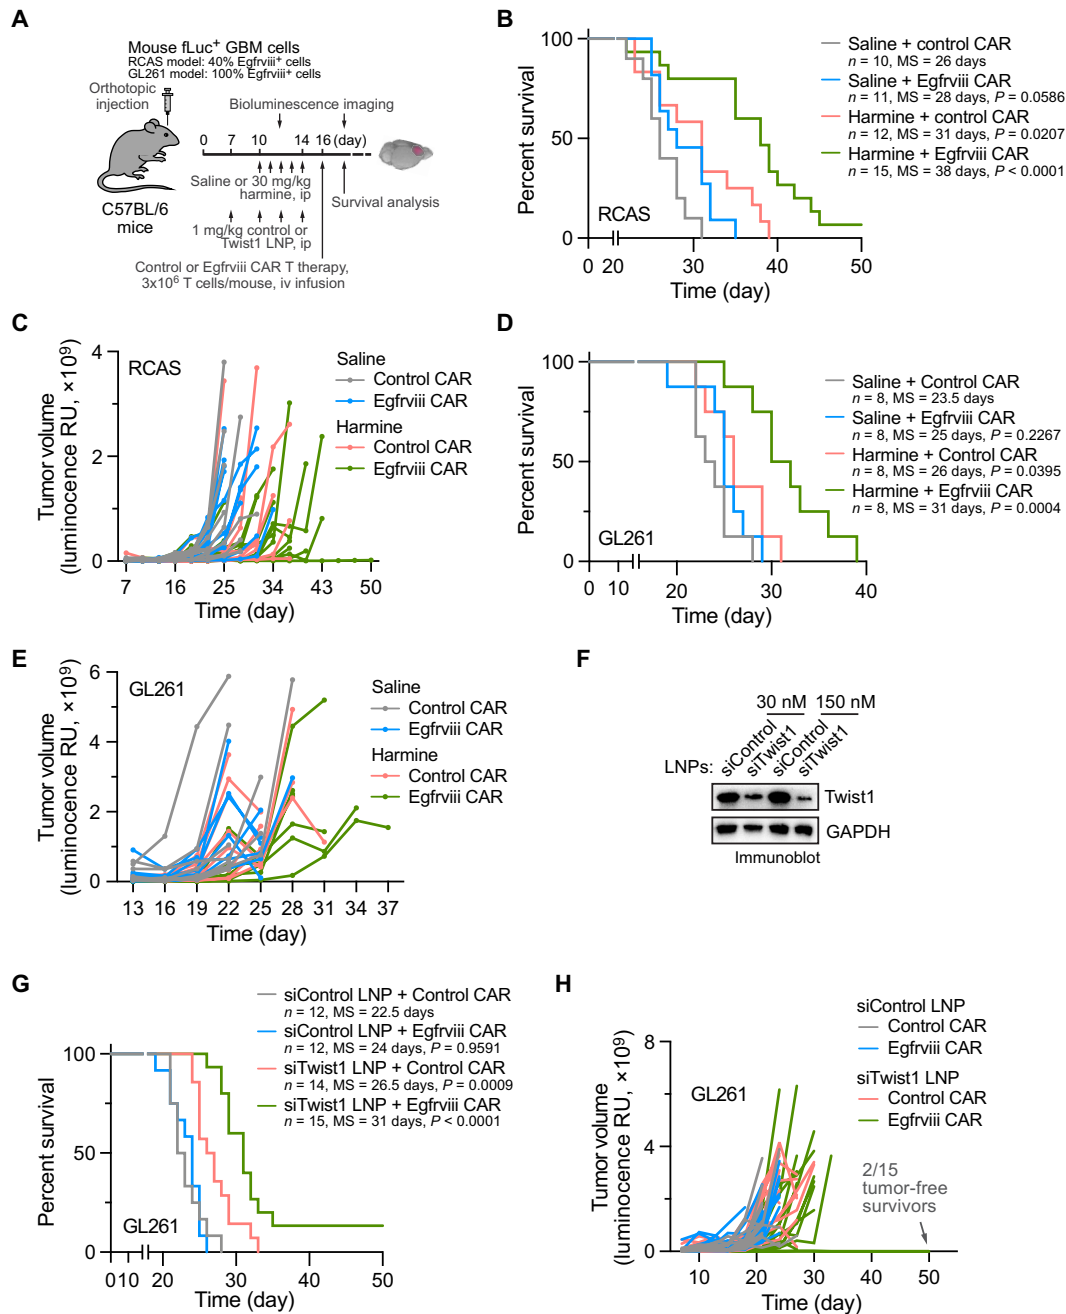 A
Mouse fLuc⁺ GBM cells
RCAS model: 40% Egfrviii⁺ cells
GL261 model: 100% Egfrviii⁺ cells
Orthotopic
injection
Bioluminescence imaging
0 7 10 14 16 (day)
Saline or 30 mg/kg
harmine, ip
Survival analysis
C57BL/6
mice
1 mg/kg control or
Twist1 LNP, ip
Control or Egfrviii CAR T therapy,
3x10⁶ T cells/mouse, iv infusion
B
Percent survival
100
50
0
RCAS
0 20 30 40 50
Time (day)
Saline + control CAR
n = 10, MS = 26 days
Saline + Egfrviii CAR
n = 11, MS = 28 days, P = 0.0586
Harmine + control CAR
n = 12, MS = 31 days, P = 0.0207
Harmine + Egfrviii CAR
n = 15, MS = 38 days, P < 0.0001
C
Tumor volume
(luminocence RU, ×10⁹)
4
2
0
RCAS
7 16 25 34 43 50
Time (day)
Saline
Control CAR
Egfrviii CAR
Harmine
Control CAR
Egfrviii CAR
D
Percent survival
100
50
0
GL261
0 10 20 30 40
Time (day)
Saline + Control CAR
n = 8, MS = 23.5 days
Saline + Egfrviii CAR
n = 8, MS = 25 days, P = 0.2267
Harmine + Control CAR
n = 8, MS = 26 days, P = 0.0395
Harmine + Egfrviii CAR
n = 8, MS = 31 days, P = 0.0004
E
Tumor volume
(luminocence RU, ×10⁹)
6
4
2
0
GL261
13 16 19 22 25 28 31 34 37
Time (day)
Saline
Control CAR
Egfrviii CAR
Harmine
Control CAR
Egfrviii CAR
F
30 nM 150 nM
LNPs: siControl siTwist1 siControl siTwist1
Twist1
GAPDH
Immunoblot
G
siControl LNP + Control CAR
n = 12, MS = 22.5 days
siControl LNP + Egfrviii CAR
n = 12, MS = 24 days, P = 0.9591
siTwist1 LNP + Control CAR
n = 14, MS = 26.5 days, P = 0.0009
siTwist1 LNP + Egfrviii CAR
n = 15, MS = 31 days, P < 0.0001
Percent survival
100
50
0
GL261
0 10 20 30 40 50
Time (day)
H
siControl LNP
Control CAR
Egfrviii CAR
siTwist1 LNP
Control CAR
Egfrviii CAR
Tumor volume
(luminocence RU, ×10⁹)
8
4
0
GL261
2/15
tumor-free
survivors
10 20 30 40 50
Time (day)